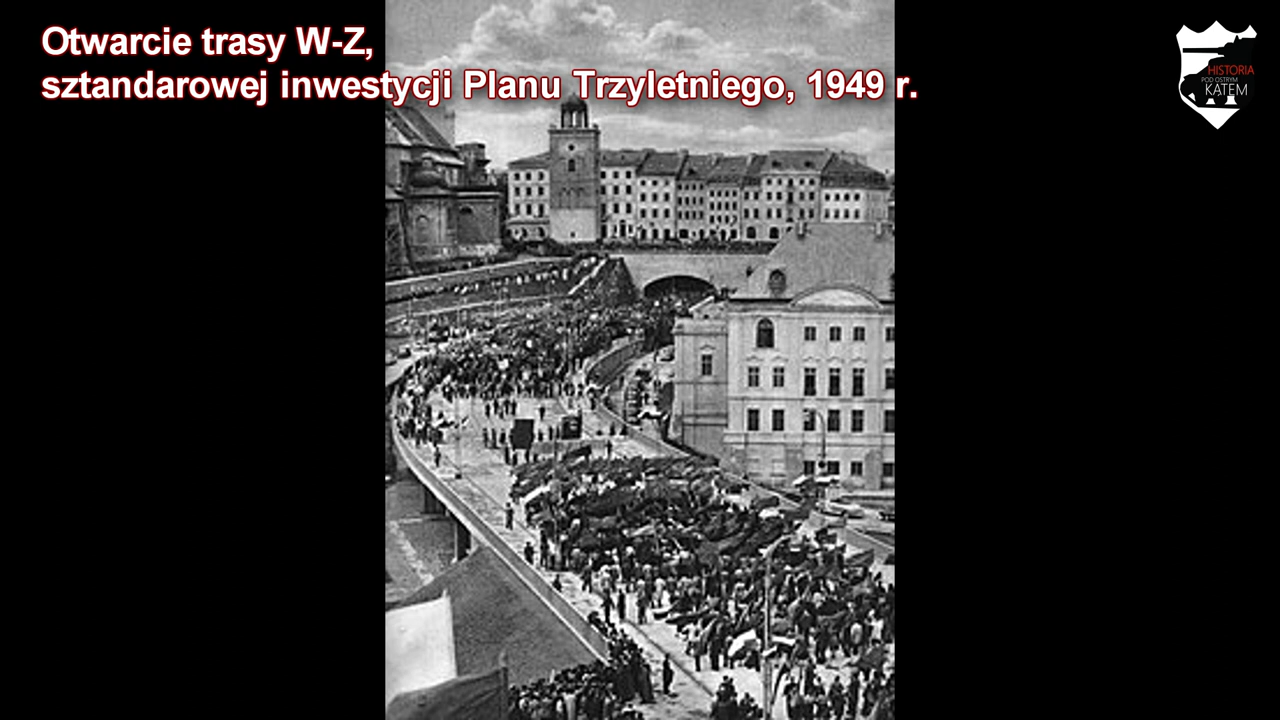 Otwarcie trasy W-Z,
sztandarowej inwestycji Planu Trzyletniego, 1949 r.
HISTORIA
POD OSTRYM
KĄTEM